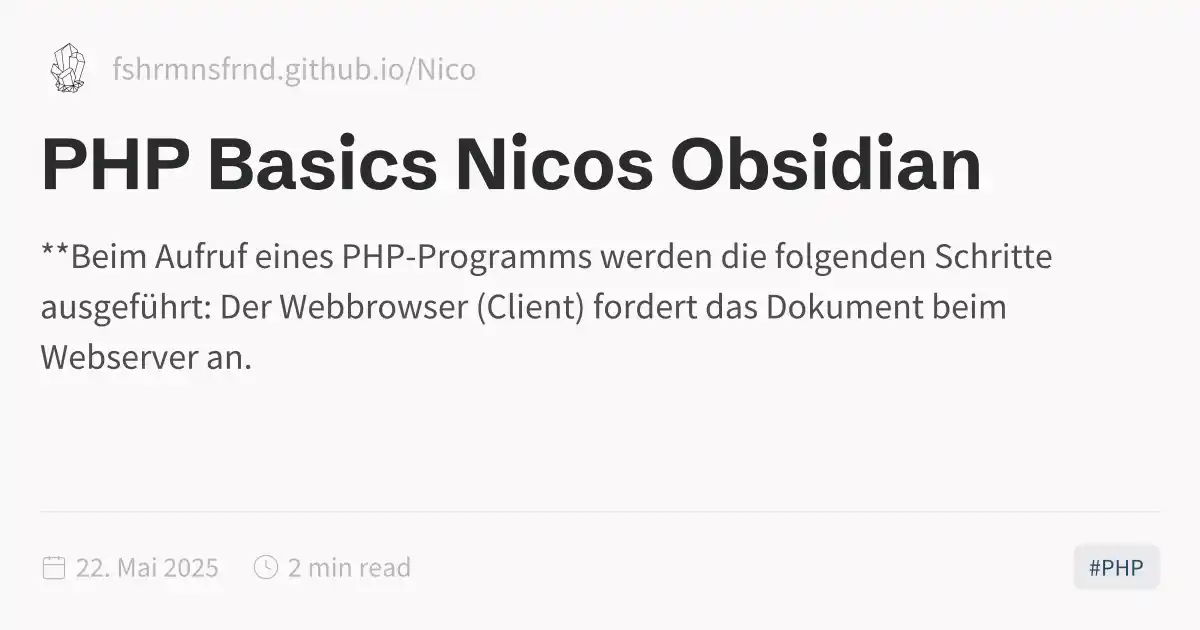 fshrmnsfrnd.github.io/Nico
PHP Basics Nicos Obsidian
**Beim Aufruf eines PHP-Programms werden die folgenden Schritte
ausgeführt: Der Webbrowser (Client) fordert das Dokument beim
Webserver an.
22. Mai 2025 2 min read
#PHP